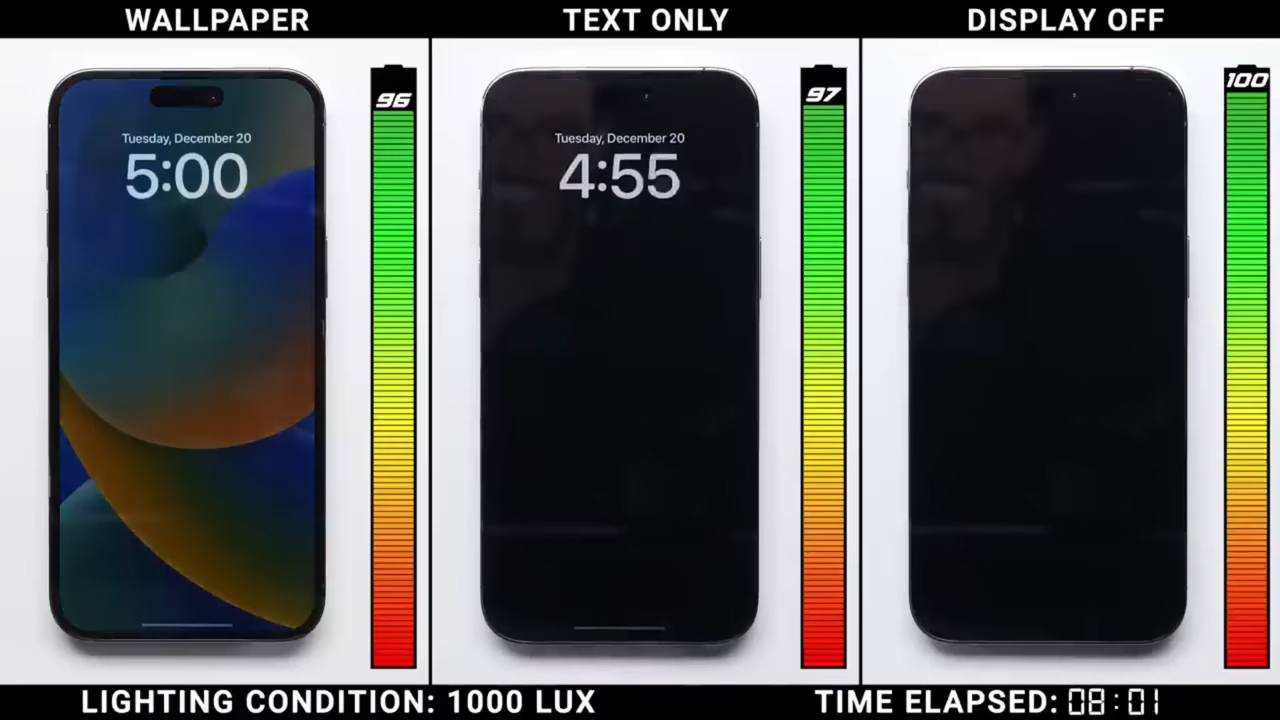 WALLPAPER
TEXT ONLY
DISPLAY OFF
96
97
100
Tuesday, December 20
5:00
Tuesday, December 20
4:55
LIGHTING CONDITION: 1000 LUX
TIME ELAPSED: 08:01